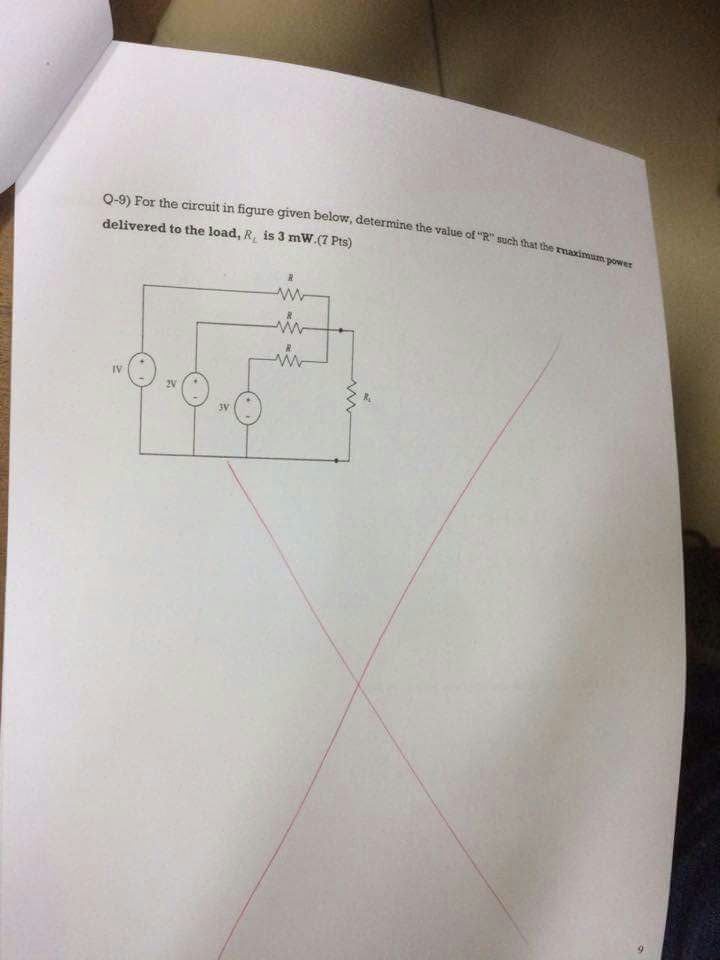 Q-9) For the circuit in figure given below, determine the value of "R" such that the maximum power
delivered to the load, R_L is 3 mW.(7 Pts)
R
R
R
1V
+
-
2V
+
-
3V
+
-
R_L
9